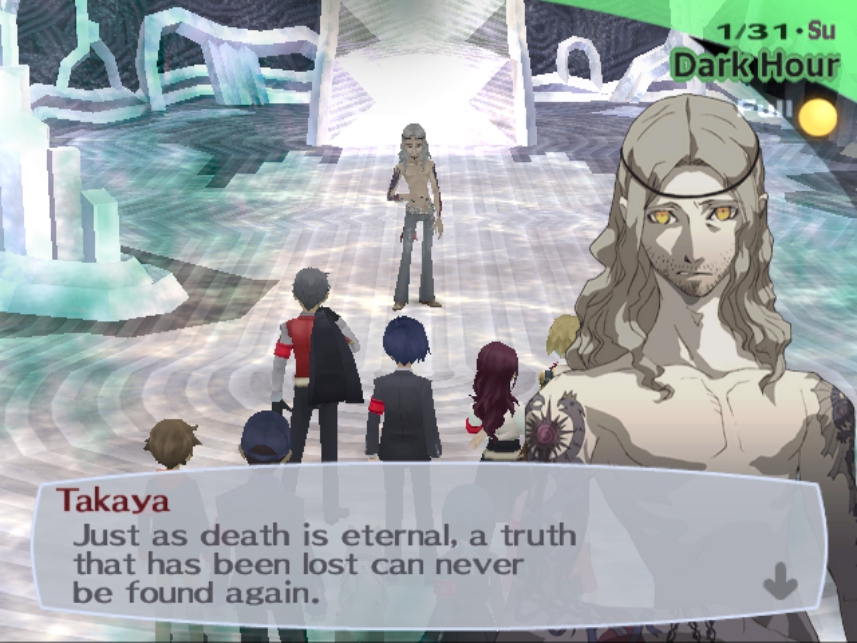 1/31・Su
Dark Hour
Full
Takaya
Just as death is eternal, a truth
that has been lost can never
be found again.